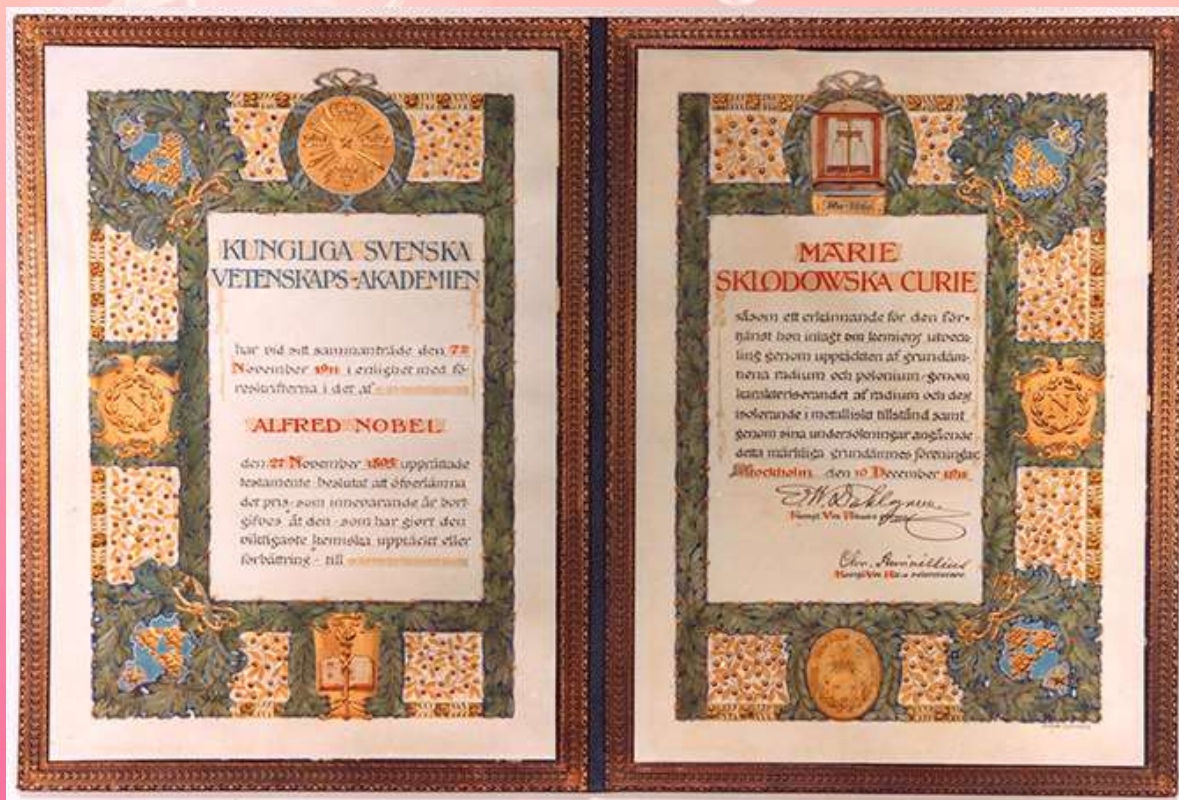 KUNGLIGA SVENSKA
VETENSKAPS-AKADEMIEN
har vid sitt sammanträde den
November 1911 i enlighet med fö-
reskrifterna i det af
ALFRED NOBEL
den 27 November 1895 upprättade
testamente beslutat att öfverlämna
det pris som innevarande år bort-
gifves åt den som har gjort den
viktigaste kemiska upptäckt eller
förbättring - till
MARIE
SKLODOWSKA CURIE
såsom ett erkännande för den för-
tjänst hon inlagt om kemiens utveck-
ling genom upptäckten af grundäm-
nena radium och polonium, genom
karakteriserandet af radium och dess
isolerande i metalliskt tillstånd samt
genom sina undersökningar angående
detta märkliga grundämnes föreningar
Stockholm den 10 December 1911
N
N